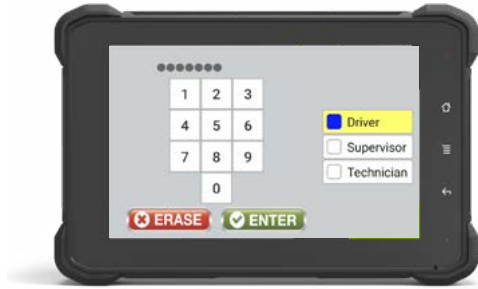 1 2 3
4 5 6
7 8 9
0
Driver
Supervisor
Technician
ERASE
ENTER